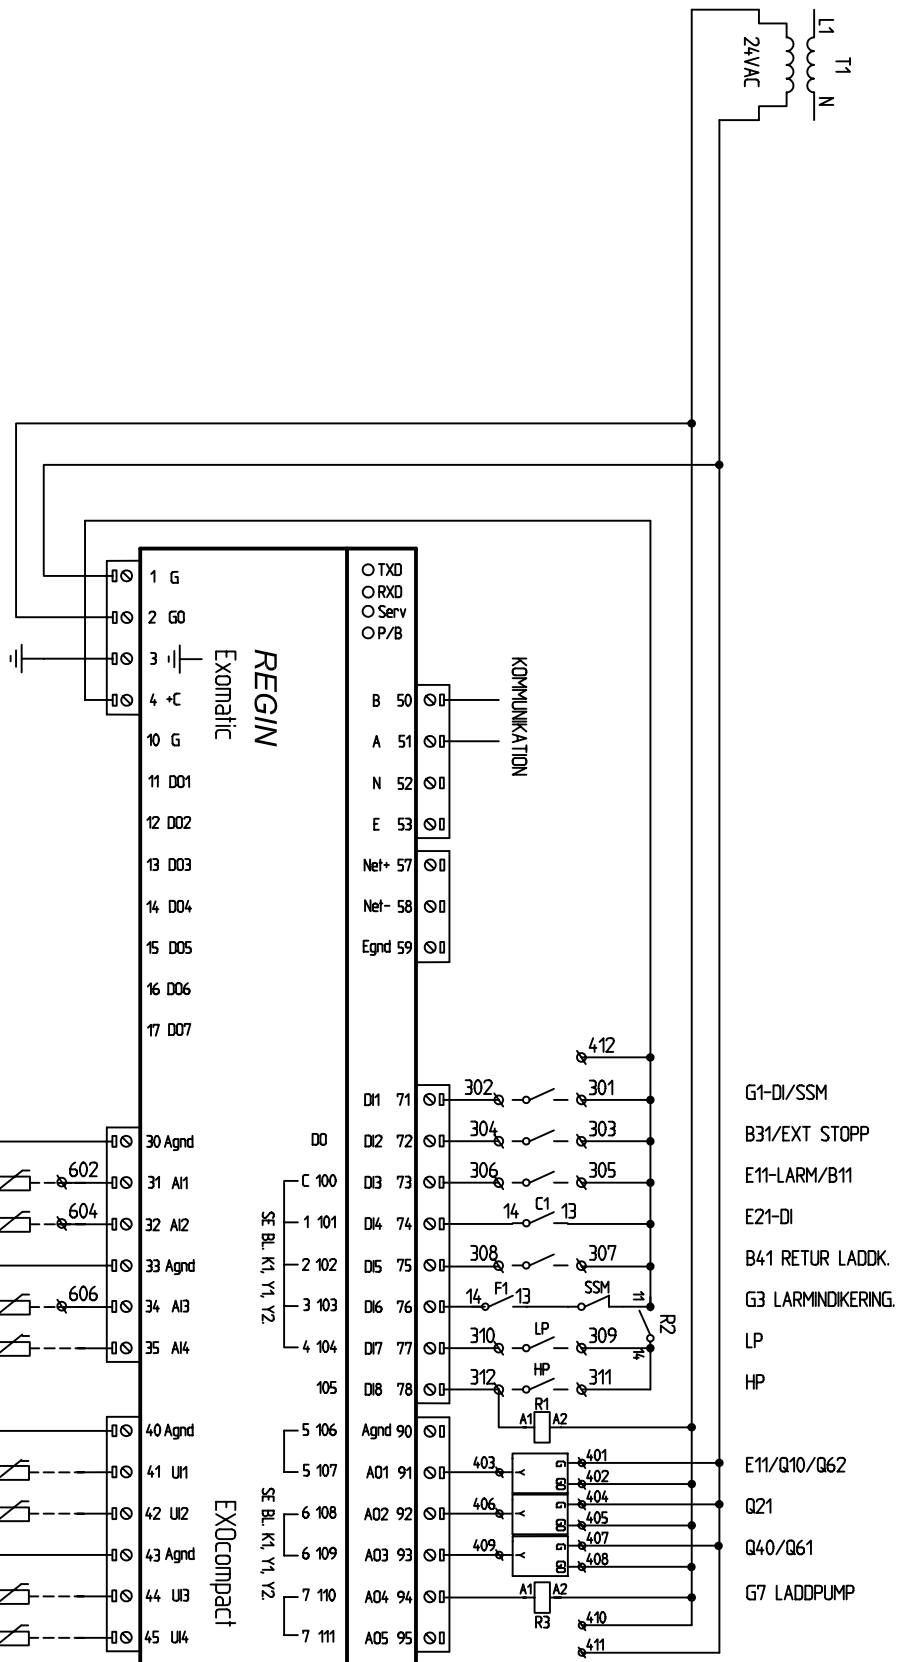 L1
T1
24VAC
N
TXD
RXD
Serv
P/B
1 G
2 G0
3
4 +C
10 G
11 DO1
12 DO2
13 DO3
14 DO4
15 DO5
16 DO6
17 DO7
REGIN
Exomatic
B 50
A 51
N 52
E 53
KOMMUNIKATION
Net+ 57
Net- 58
Egnd 59
412
DI1 71 302 301 G1-DI/SSM
30 Agnd DO DI2 72 304 303 B31/EXT STOPP
602 31 AI1 C 100 DI3 73 306 305 E11-LARM/B11
604 32 AI2 1 101 DI4 74 14 C1 13 E21-DI
33 Agnd 2 102 DI5 75 308 307 B41 RETUR LADDK.
606 34 AI3 3 103 DI6 76 14 F1 13 SSM 11 G3 LARMINDIKERING.
R2
35 AI4 4 104 DI7 77 310 LP 309 14 LP
SE BL. K1, Y1, Y2.
105 DI8 78 312 HP 311 HP
R1
A1 A2
40 Agnd 5 106 Agnd 90
41 UI1 5 107 AO1 91 403 Y G 401 E11/Q10/Q62
G0 402
42 UI2 6 108 AO2 92 406 Y G 404 Q21
G0 405
43 Agnd 6 109 AO3 93 409 Y G 407 Q40/Q61
G0 408
44 UI3 7 110 AO4 94 A1 A2 G7 LADDPUMP
R3
410
45 UI4 7 111 AO5 95
411
SE BL. K1, Y1, Y2.
EXOcompact